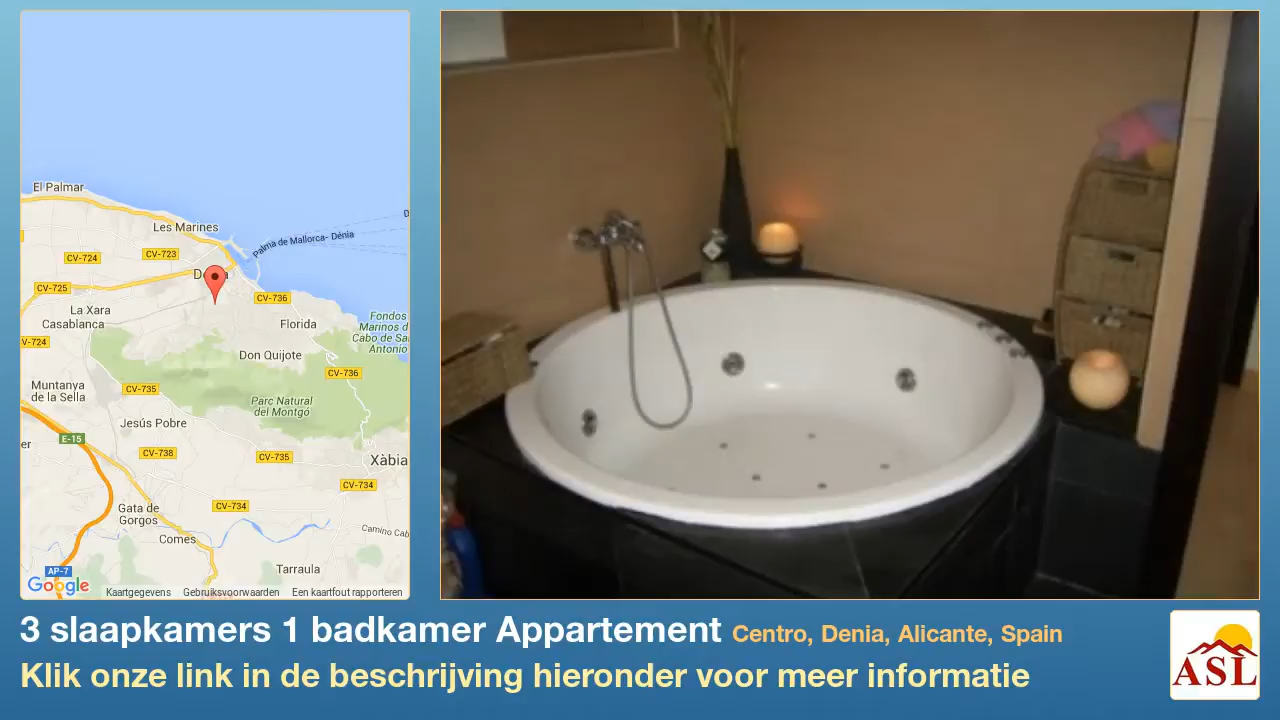 El Palmar
Les Marines
Palma de Mallorca- Dénia
CV-724
CV-723
CV-725
CV-736
La Xara
Casablanca
Florida
Fondos
Marinos d
Cabo de Sa
Antonio
V-724
Don Quijote
CV-736
Muntanya
de la Sella
CV-735
Parc Natural
del Montgó
Jesús Pobre
E-15
er
CV-738
CV-735
Xàbia
CV-734
CV-734
Gata de
Gorgos
Comes
Camino Cab
Tarraula
AP-7
Google
Kaartgegevens Gebruiksvoorwaarden Een kaartfout rapporteren
3 slaapkamers 1 badkamer Appartement Centro, Denia, Alicante, Spain
Klik onze link in de beschrijving hieronder voor meer informatie
ASL